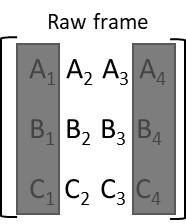 Raw frame
A1 A2 A3 A4
B1 B2 B3 B4
C1 C2 C3 C4